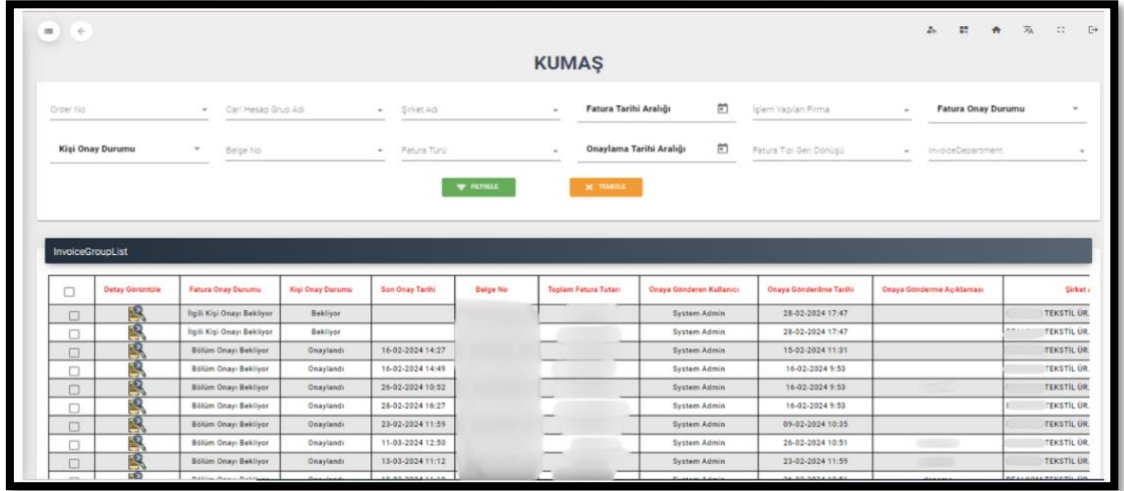 KUMAŞ
Order No Cari Hesap Grup Adı Şirket Adı Fatura Tarihi Aralığı İşlem Yapılan Firma Fatura Onay Durumu
Kişi Onay Durumu Belge No Fatura Türü Onaylama Tarihi Aralığı Fatura Tipi Geri Dönüşü InvoiceDepartment
FILTRELE TEMIZLE
InvoiceGroupList
Detay Görüntüle Fatura Onay Durumu Kişi Onay Durumu Son Onay Tarihi Belge No Toplam Fatura Tutarı Onaya Gönderen Kullanıcı Onaya Gönderilme Tarihi Onaya Gönderme Açıklaması Şirket
İlgili Kişi Onayı Bekliyor Bekliyor System Admin 28-02-2024 17:47 TEKSTİL ÜR.
İlgili Kişi Onayı Bekliyor Bekliyor System Admin 28-02-2024 17:47 TEKSTİL ÜR.
Bölüm Onayı Bekliyor Onaylandı 16-02-2024 14:27 System Admin 15-02-2024 11:31 TEKSTİL ÜR.
Bölüm Onayı Bekliyor Onaylandı 16-02-2024 14:49 System Admin 16-02-2024 9:53 TEKSTİL ÜR.
Bölüm Onayı Bekliyor Onaylandı 26-02-2024 10:52 System Admin 16-02-2024 9:53 TEKSTİL ÜR.
Bölüm Onayı Bekliyor Onaylandı 28-02-2024 16:27 System Admin 16-02-2024 9:53 TEKSTİL ÜR.
Bölüm Onayı Bekliyor Onaylandı 23-02-2024 11:59 System Admin 09-02-2024 10:35 TEKSTİL ÜR.
Bölüm Onayı Bekliyor Onaylandı 11-03-2024 12:50 System Admin 26-02-2024 10:51 TEKSTİL ÜR.
Bölüm Onayı Bekliyor Onaylandı 13-03-2024 11:12 System Admin 23-02-2024 11:59 TEKSTİL ÜR.